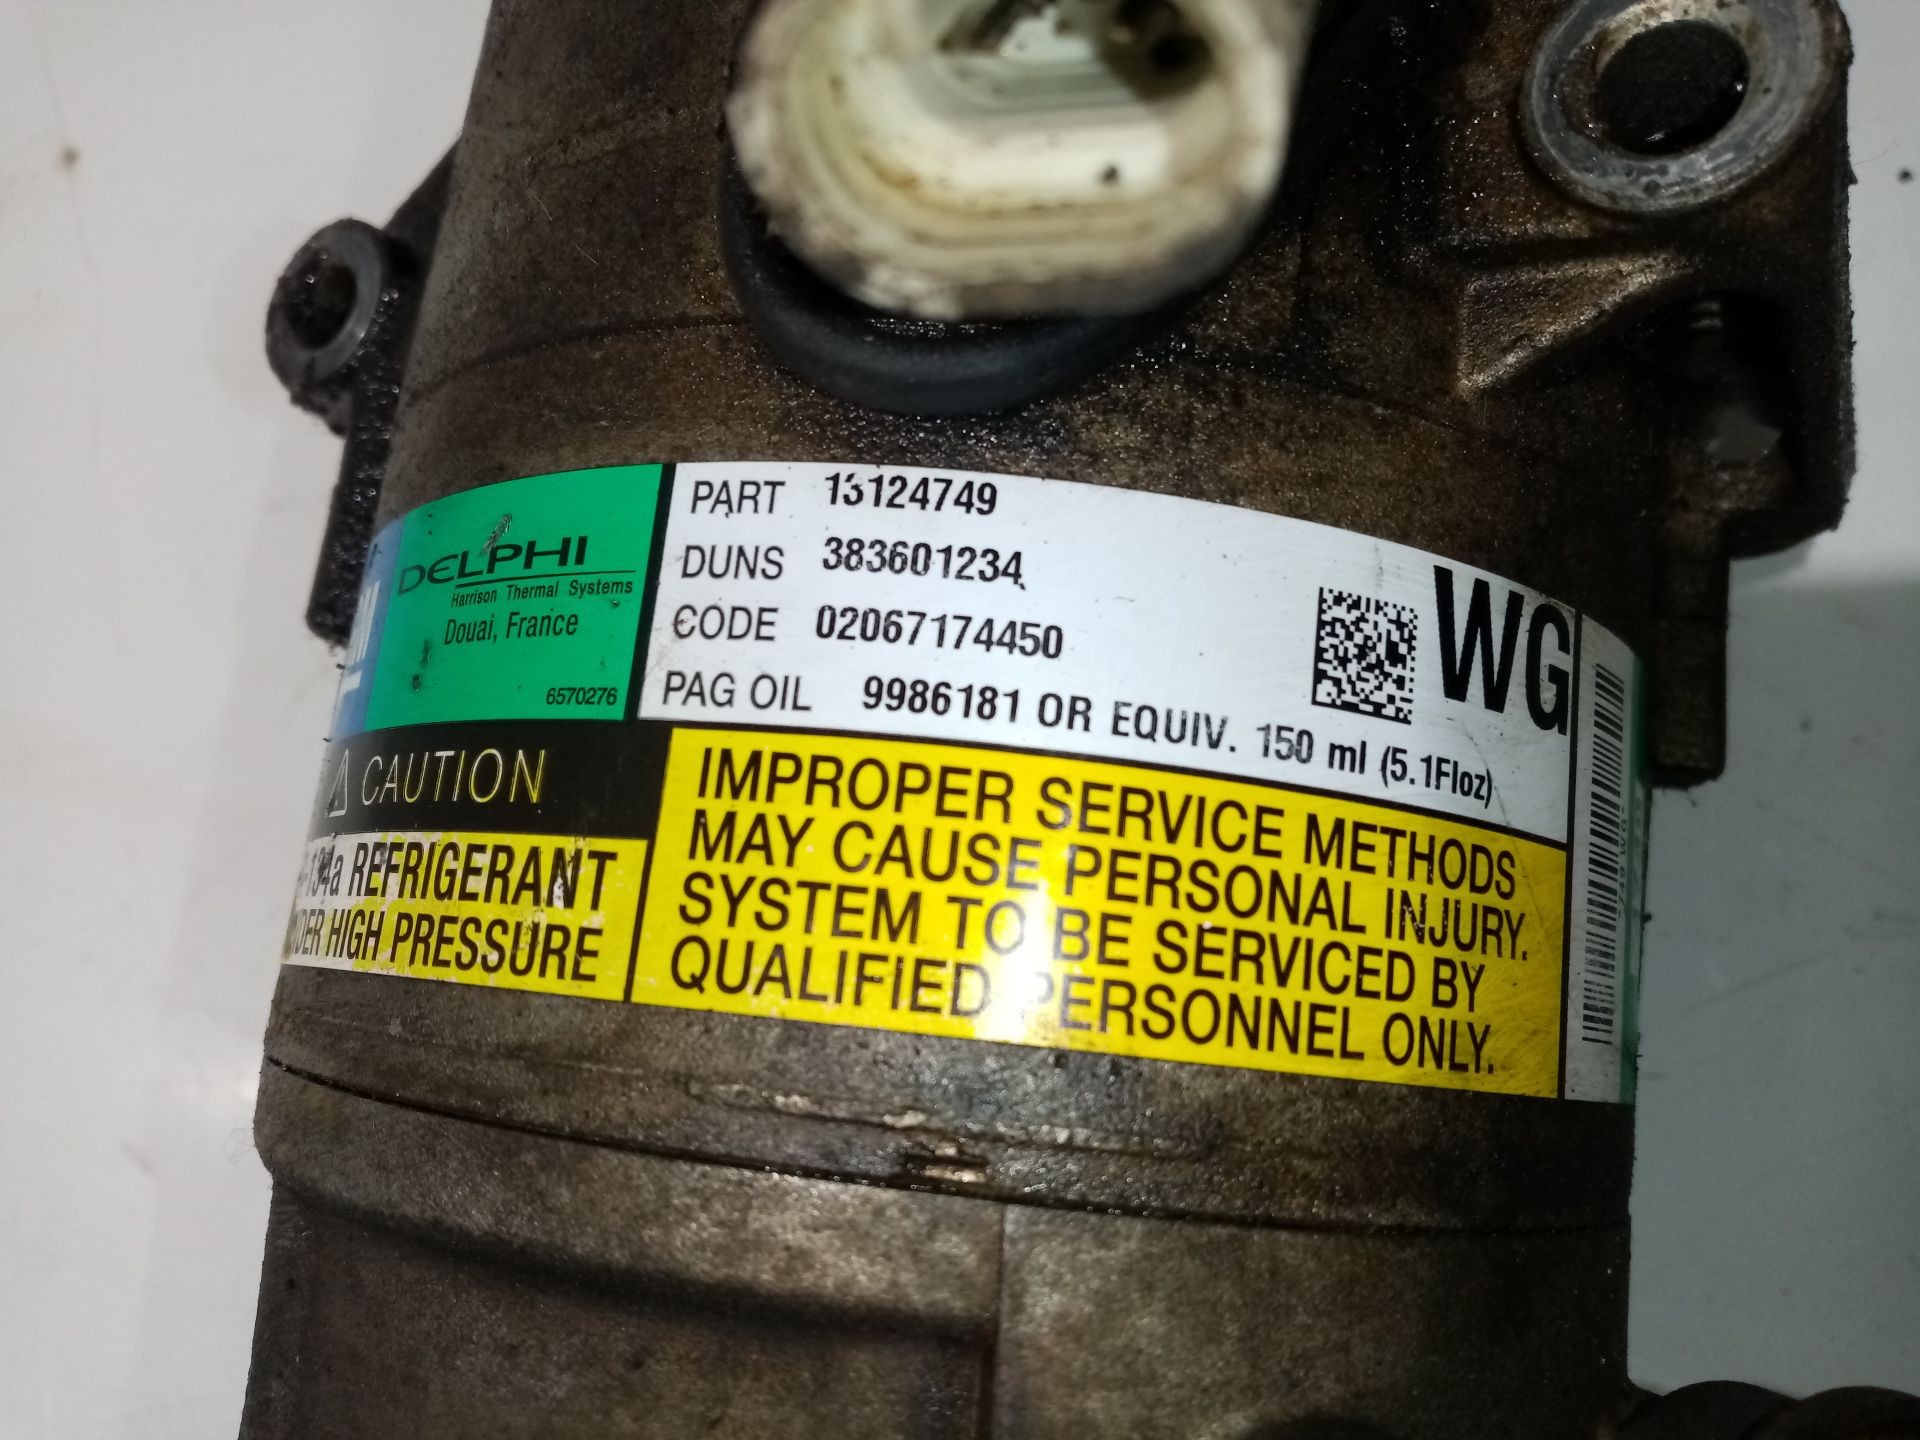 DELPHI
Harrison Thermal Systems
Douai, France
6570276
PART 13124749
DUNS 383601234
CODE 02067174450
PAG OIL 9986181 OR EQUIV. 150 ml (5.1Floz)
WG
CAUTION
-134a REFRIGERANT
UNDER HIGH PRESSURE
IMPROPER SERVICE METHODS
MAY CAUSE PERSONAL INJURY.
SYSTEM TO BE SERVICED BY
QUALIFIED PERSONNEL ONLY.